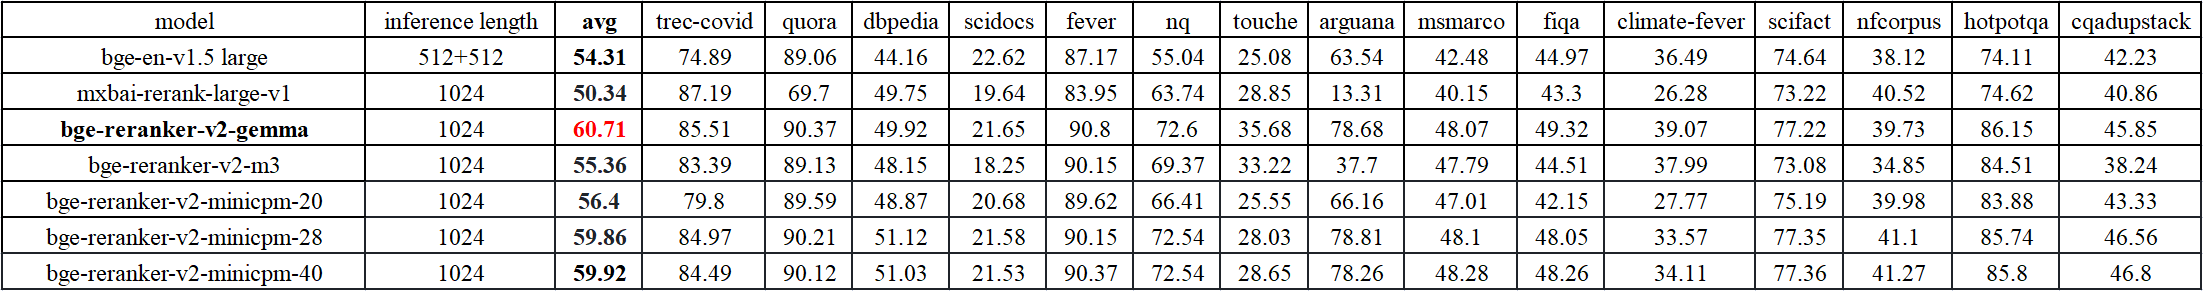 model inference length avg trec-covid quora dbpedia scidocs fever nq touche arguana msmarco fiqa climate-fever scifact nfcorpus hotpotqa cqadupstack
bge-en-v1.5 large 512+512 54.31 74.89 89.06 44.16 22.62 87.17 55.04 25.08 63.54 42.48 44.97 36.49 74.64 38.12 74.11 42.23
mxbai-rerank-large-v1 1024 50.34 87.19 69.7 49.75 19.64 83.95 63.74 28.85 13.31 40.15 43.3 26.28 73.22 40.52 74.62 40.86
bge-reranker-v2-gemma 1024 60.71 85.51 90.37 49.92 21.65 90.8 72.6 35.68 78.68 48.07 49.32 39.07 77.22 39.73 86.15 45.85
bge-reranker-v2-m3 1024 55.36 83.39 89.13 48.15 18.25 90.15 69.37 33.22 37.7 47.79 44.51 37.99 73.08 34.85 84.51 38.24
bge-reranker-v2-minicpm-20 1024 56.4 79.8 89.59 48.87 20.68 89.62 66.41 25.55 66.16 47.01 42.15 27.77 75.19 39.98 83.88 43.33
bge-reranker-v2-minicpm-28 1024 59.86 84.97 90.21 51.12 21.58 90.15 72.54 28.03 78.81 48.1 48.05 33.57 77.35 41.1 85.74 46.56
bge-reranker-v2-minicpm-40 1024 59.92 84.49 90.12 51.03 21.53 90.37 72.54 28.65 78.26 48.28 48.26 34.11 77.36 41.27 85.8 46.8